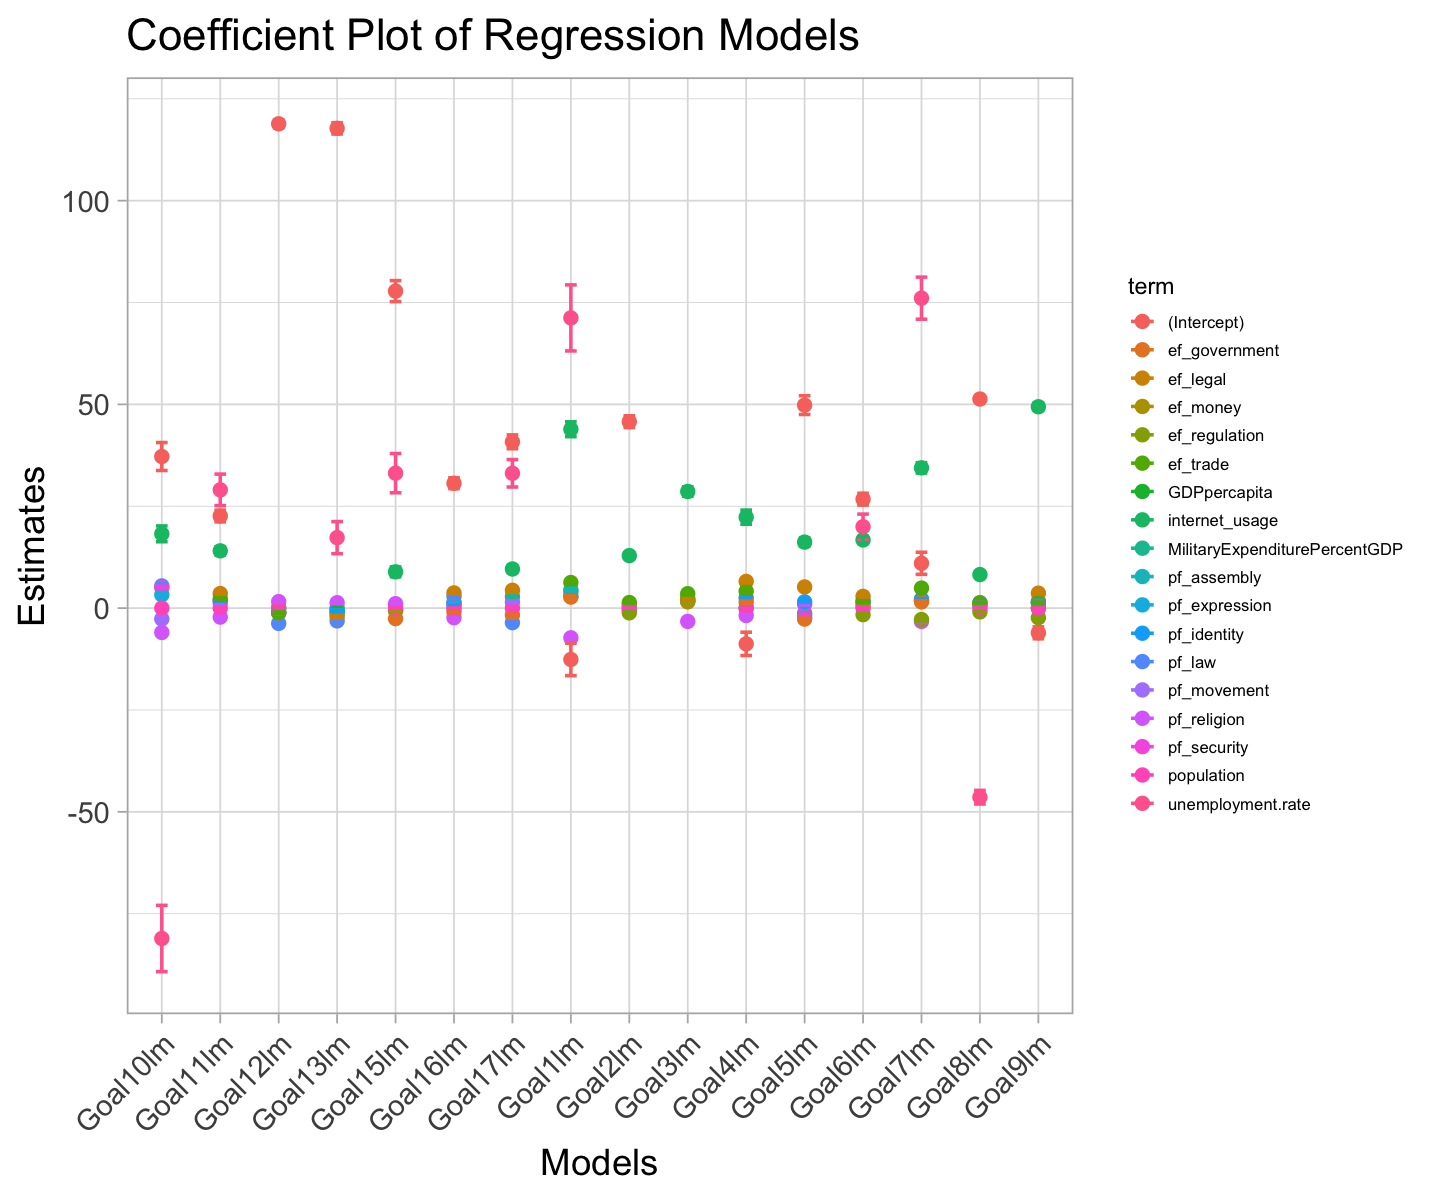 Coefficient Plot of Regression Models
Estimates
100
50
0
-50
Goal10lm
Goal11lm
Goal12lm
Goal13lm
Goal15lm
Goal16lm
Goal17lm
Goal1lm
Goal2lm
Goal3lm
Goal4lm
Goal5lm
Goal6lm
Goal7lm
Goal8lm
Goal9lm
Models
term
(Intercept)
ef_government
ef_legal
ef_money
ef_regulation
ef_trade
GDPpercapita
internet_usage
MilitaryExpenditurePercentGDP
pf_assembly
pf_expression
pf_identity
pf_law
pf_movement
pf_religion
pf_security
population
unemployment.rate